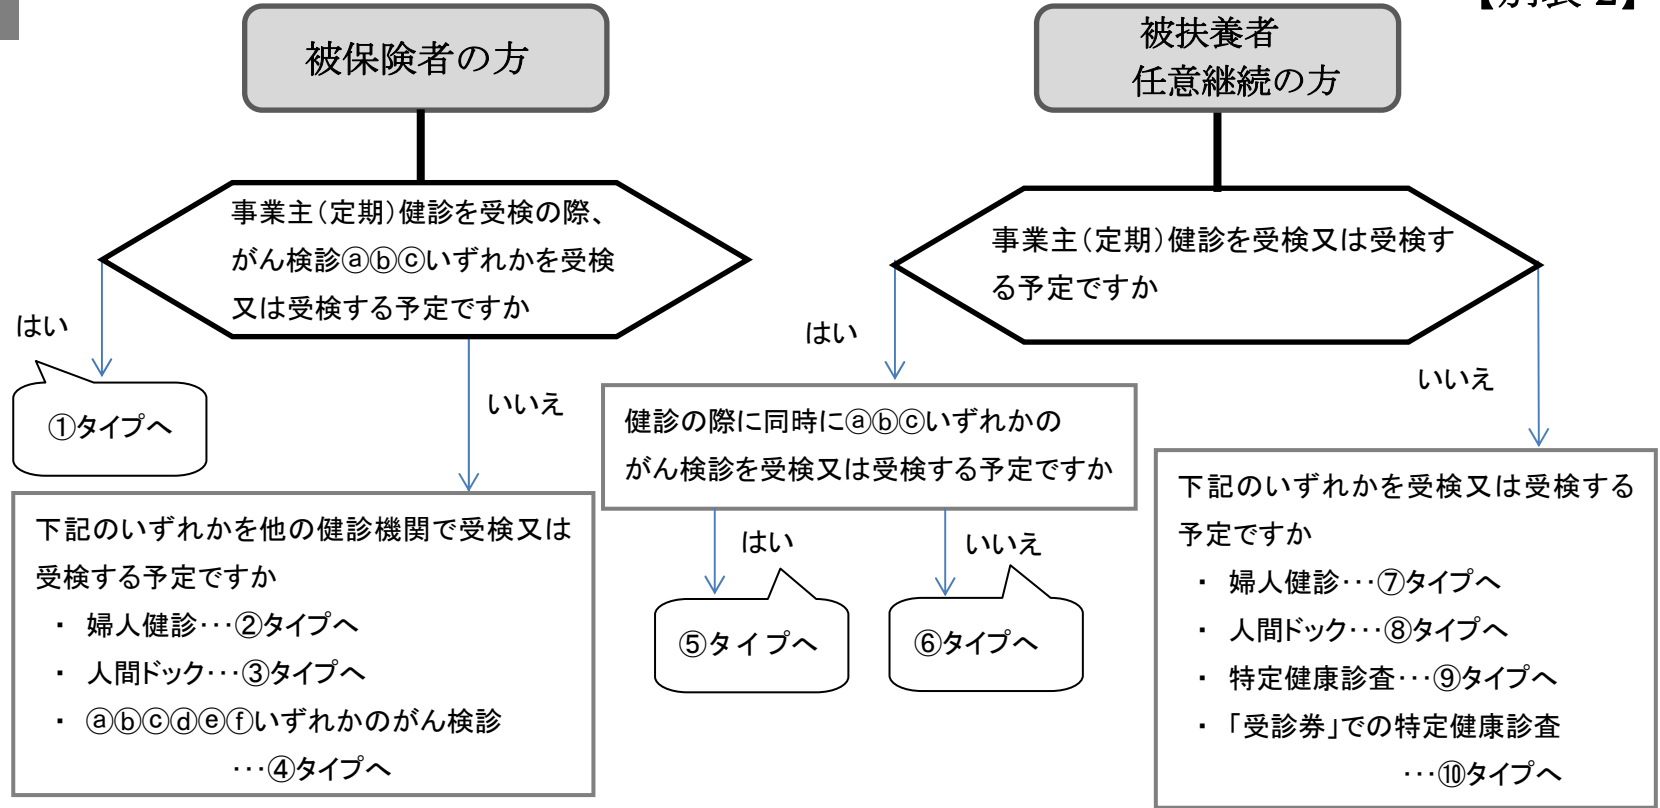 【別表 2】
被保険者の方
事業主(定期)健診を受検の際、
がん検診ⓐⓑⓒいずれかを受検
又は受検する予定ですか
はい
①タイプへ
いいえ
下記のいずれかを他の健診機関で受検又は
受検する予定ですか
・ 婦人健診･･･②タイプへ
・ 人間ドック･･･③タイプへ
・ ⓐⓑⓒⓓⓔⓕいずれかのがん検診
･･･④タイプへ
被扶養者
任意継続の方
事業主(定期)健診を受検又は受検す
る予定ですか
はい
健診の際に同時にⓐⓑⓒいずれかの
がん検診を受検又は受検する予定ですか
はい
⑤タイプへ
いいえ
⑥タイプへ
いいえ
下記のいずれかを受検又は受検する
予定ですか
・ 婦人健診･･･⑦タイプへ
・ 人間ドック･･･⑧タイプへ
・ 特定健康診査･･･⑨タイプへ
・ 「受診券」での特定健康診査
･･･⑩タイプへ